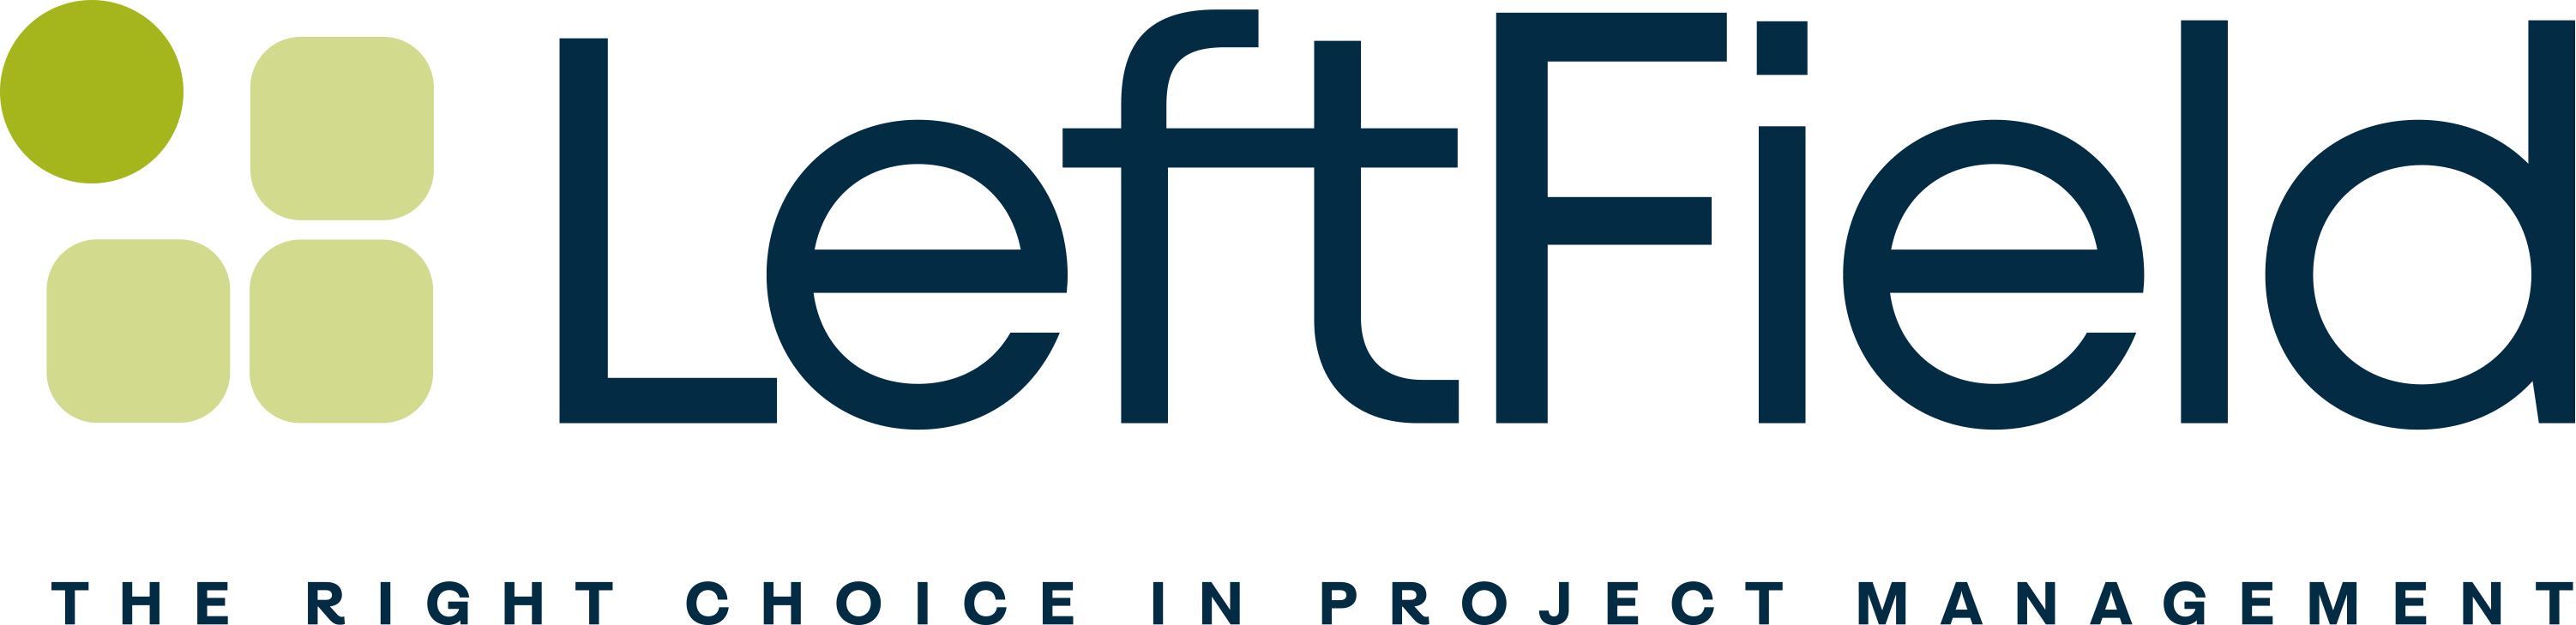 LeftField
THE RIGHT CHOICE IN PROJECT MANAGEMENT